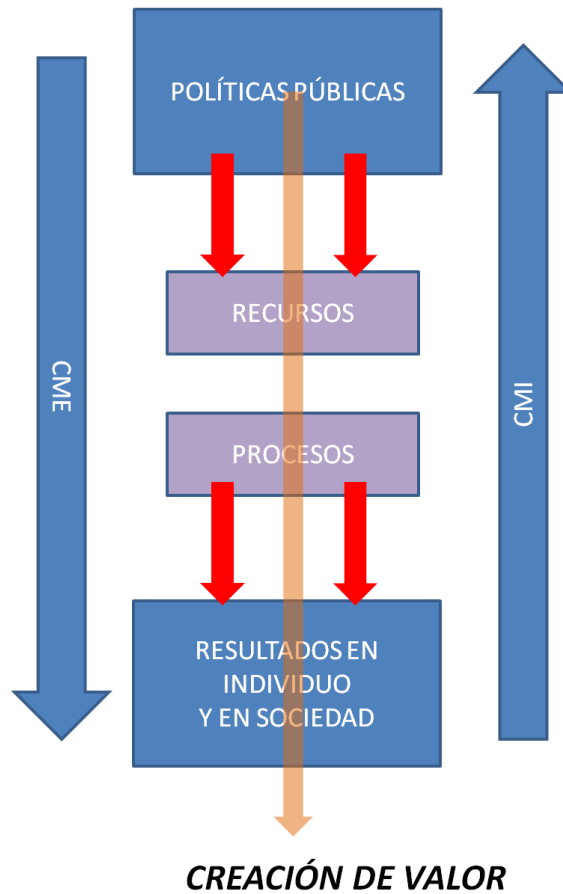 POLÍTICAS PÚBLICAS
RECURSOS
CME
CMI
PROCESOS
RESULTADOS EN
INDIVIDUO
Y EN SOCIEDAD
CREACIÓN DE VALOR